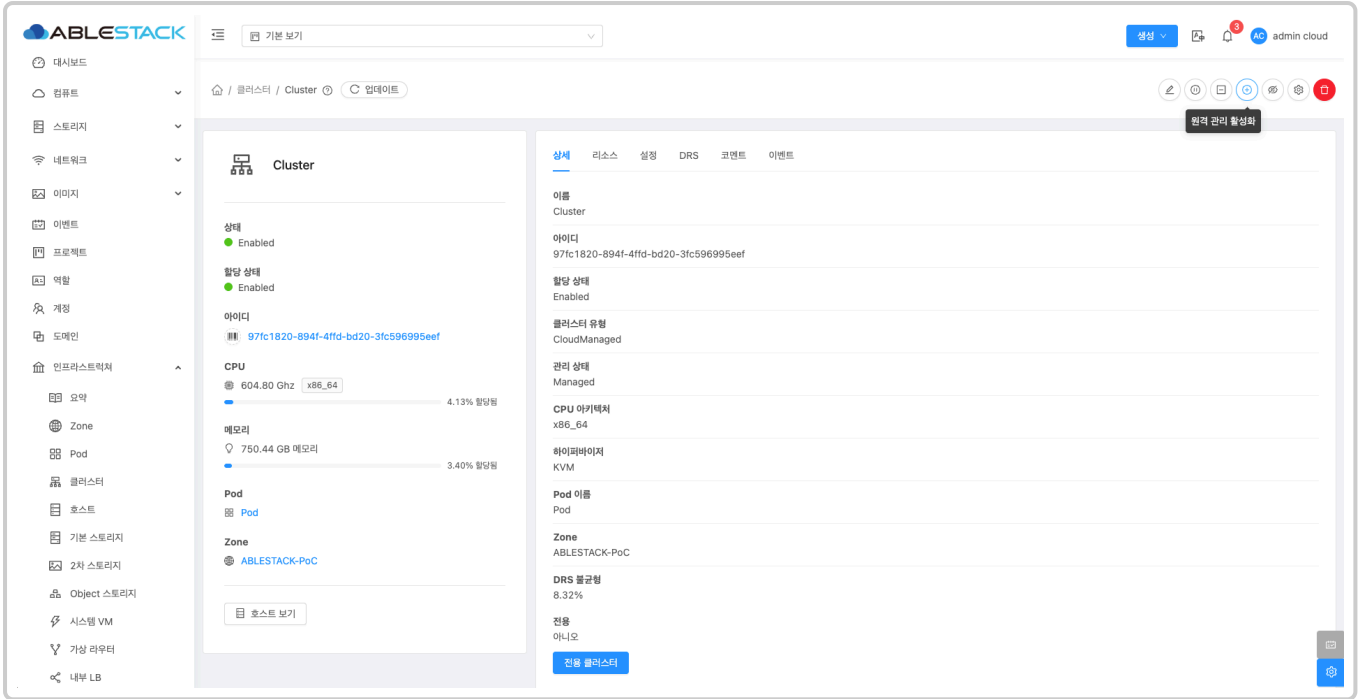 ABLESTACK
기본 보기
생성
3
AC
admin cloud
대시보드
컴퓨트
스토리지
네트워크
이미지
이벤트
프로젝트
역할
계정
도메인
인프라스트럭쳐
요약
Zone
Pod
클러스터
호스트
기본 스토리지
2차 스토리지
Object 스토리지
시스템 VM
가상 라우터
내부 LB
/ 클러스터 / Cluster
업데이트
원격 관리 활성화
Cluster
상태
Enabled
할당 상태
Enabled
아이디
97fc1820-894f-4ffd-bd20-3fc596995eef
CPU
604.80 Ghz x86_64
4.13% 할당됨
메모리
750.44 GB 메모리
3.40% 할당됨
Pod
Pod
Zone
ABLESTACK-PoC
호스트 보기
상세 리소스 설정 DRS 코멘트 이벤트
이름
Cluster
아이디
97fc1820-894f-4ffd-bd20-3fc596995eef
할당 상태
Enabled
클러스터 유형
CloudManaged
관리 상태
Managed
CPU 아키텍처
x86_64
하이퍼바이저
KVM
Pod 이름
Pod
Zone
ABLESTACK-PoC
DRS 불균형
8.32%
전용
아니오
전용 클러스터